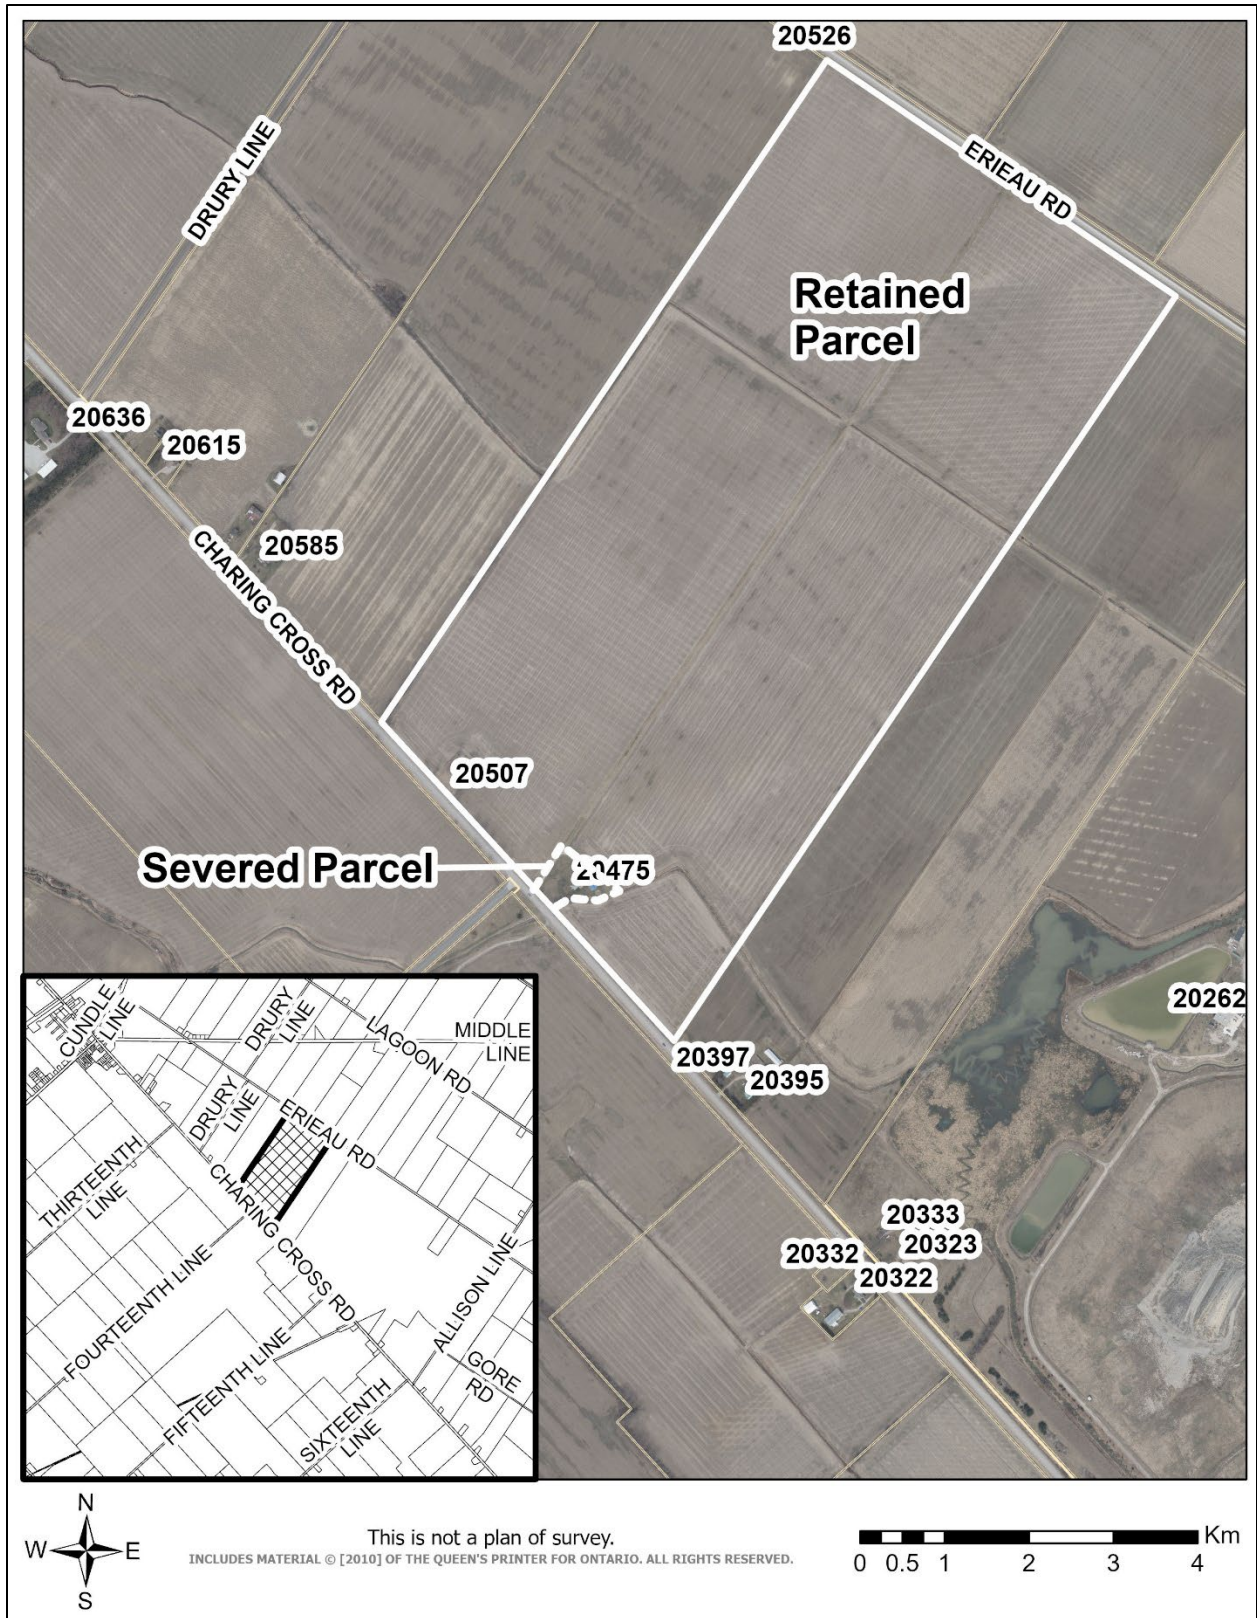 20526
DRURY LINE
ERIEAU RD
Retained
Parcel
20636
20615
20585
CHARING CROSS RD
20507
Severed Parcel
20475
20262
20397
20395
20333
20323
20332
20322
CUNDLE
LINE
DRURY
LINE
LAGOON RD
MIDDLE
LINE
DRURY
LINE
ERIEAU RD
THIRTEENTH
LINE
CHARING CROSS RD
FOURTEENTH LINE
FIFTEENTH LINE
ALLISON LINE
GORE
RD
SIXTEENTH
LINE
N
W E
S
This is not a plan of survey.
INCLUDES MATERIAL © [2010] OF THE QUEEN'S PRINTER FOR ONTARIO. ALL RIGHTS RESERVED.
Km
0 0.5 1 2 3 4